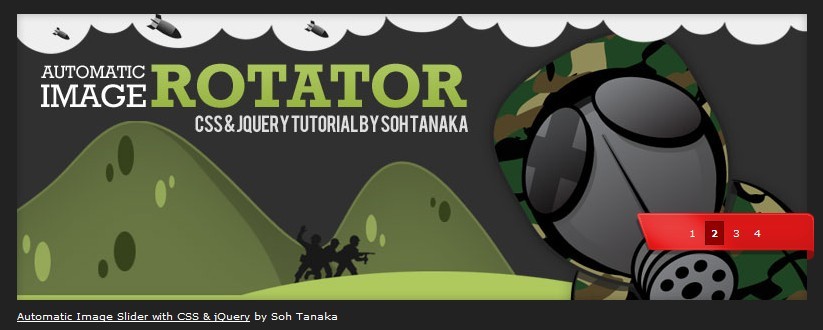 AUTOMATIC
IMAGE ROTATOR
CSS & JQUERY TUTORIAL BY SOH TANAKA
1 2 3 4
Automatic Image Slider with CSS & jQuery by Soh Tanaka